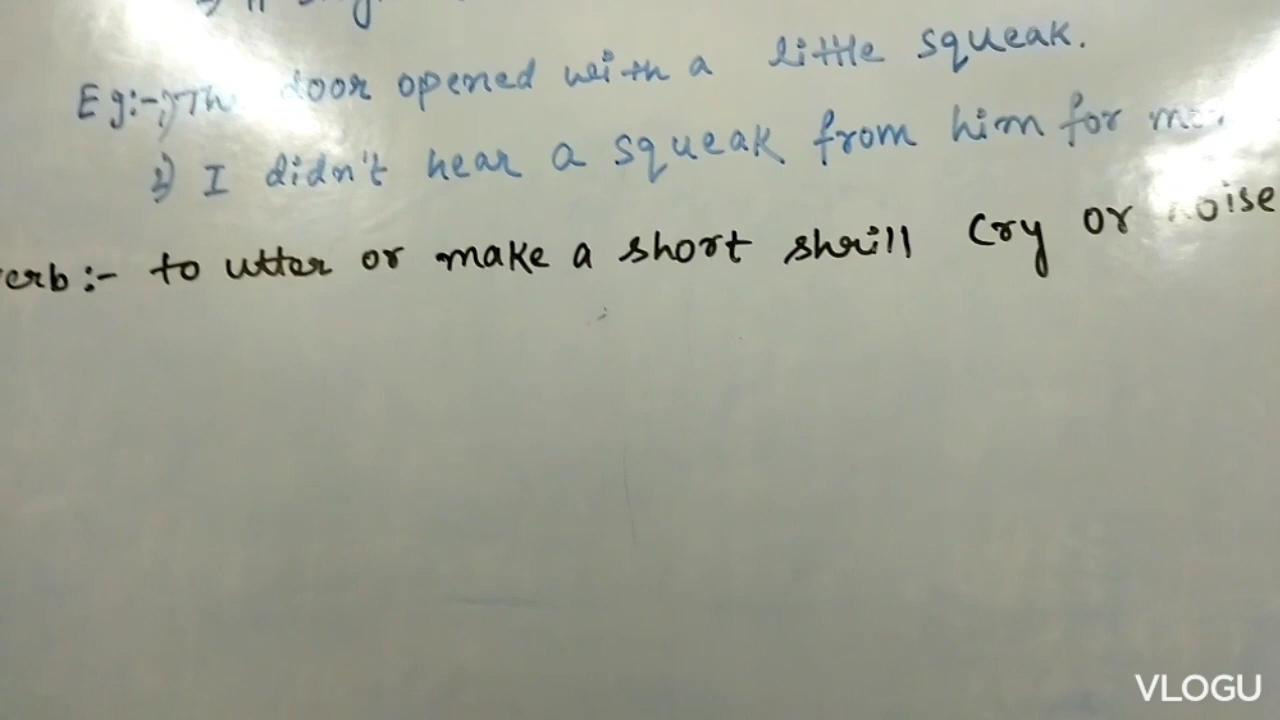 Eg:- 1) The door opened with a little squeak.
2) I didn't hear a squeak from him for
erb:- to utter or make a short shrill Cry or noise
VLOGU